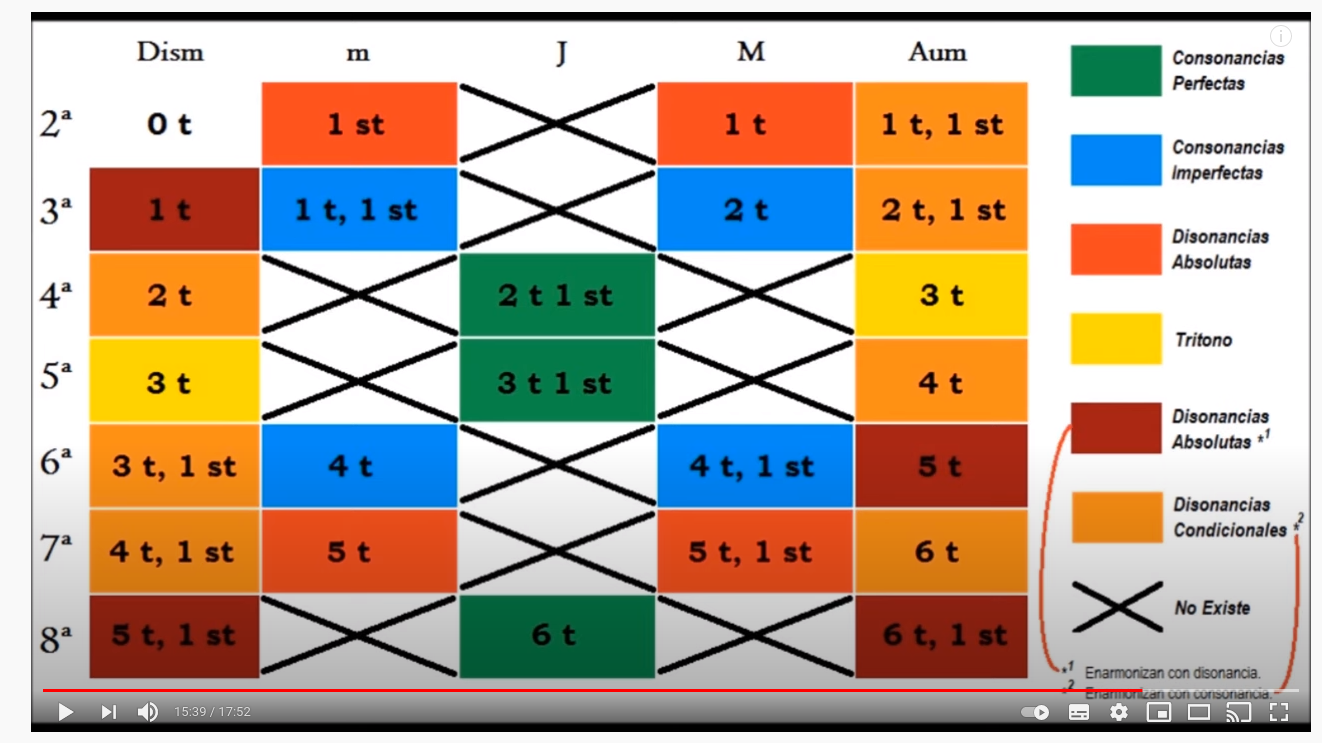 Dism m J M Aum
2ª 0 t 1 st 1 t 1 t, 1 st
3ª 1 t 1 t, 1 st 2 t 2 t, 1 st
4ª 2 t 2 t 1 st 3 t
5ª 3 t 3 t 1 st 4 t
6ª 3 t, 1 st 4 t 4 t, 1 st 5 t
7ª 4 t, 1 st 5 t 5 t, 1 st 6 t
8ª 5 t, 1 st 6 t 6 t, 1 st
Consonancias
Perfectas
Consonancias
Imperfectas
Disonancias
Absolutas
Tritono
Disonancias
Absolutas *1
Disonancias
Condicionales *2
No Existe
*1 Enarmonizan con disonancia.
*2 Enarmonizan con consonancia.
15:39 / 17:52